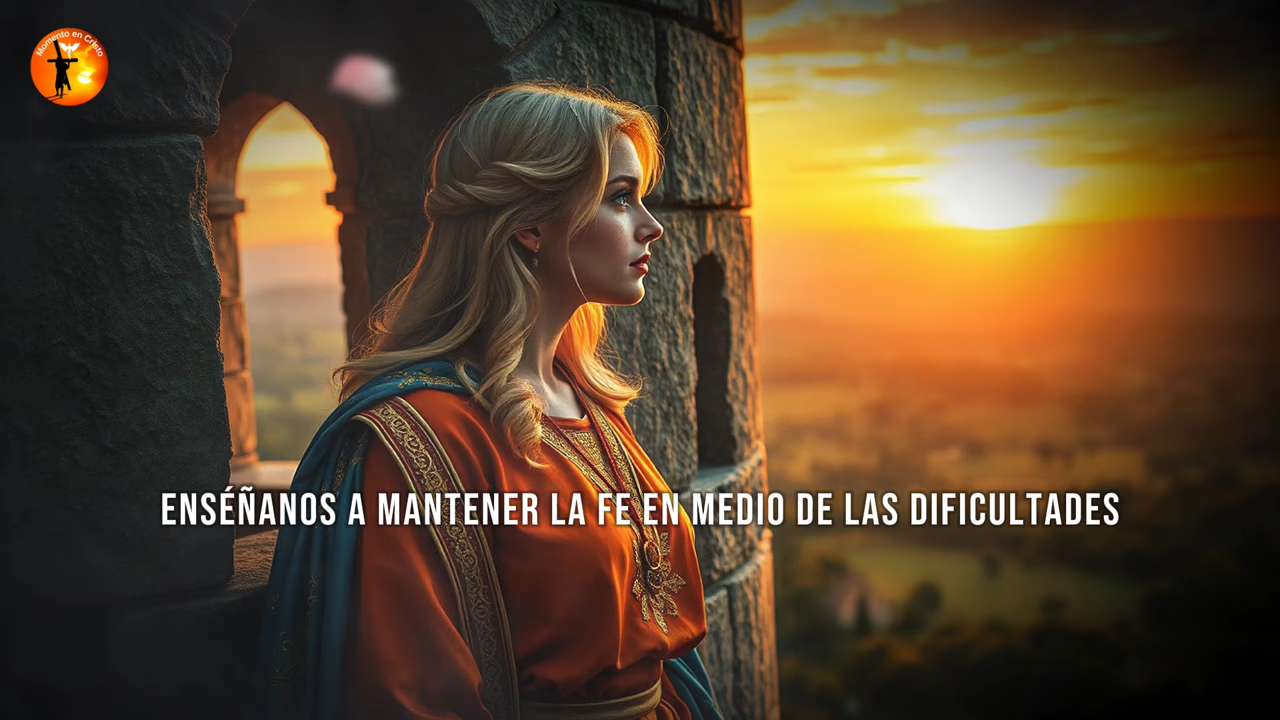 Momento en Cristo
ENSÉÑANOS A MANTENER LA FE EN MEDIO DE LAS DIFICULTADES